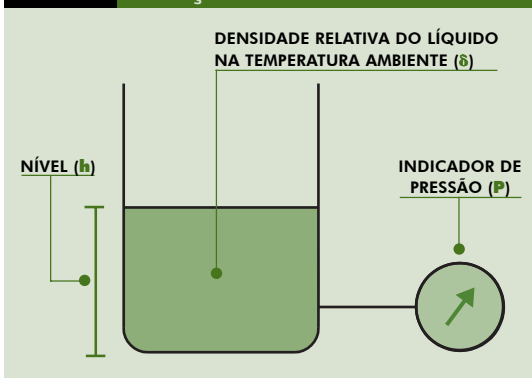 DENSIDADE RELATIVA DO LÍQUIDO
NA TEMPERATURA AMBIENTE (δ)
NÍVEL (h)
INDICADOR DE
PRESSÃO (P)